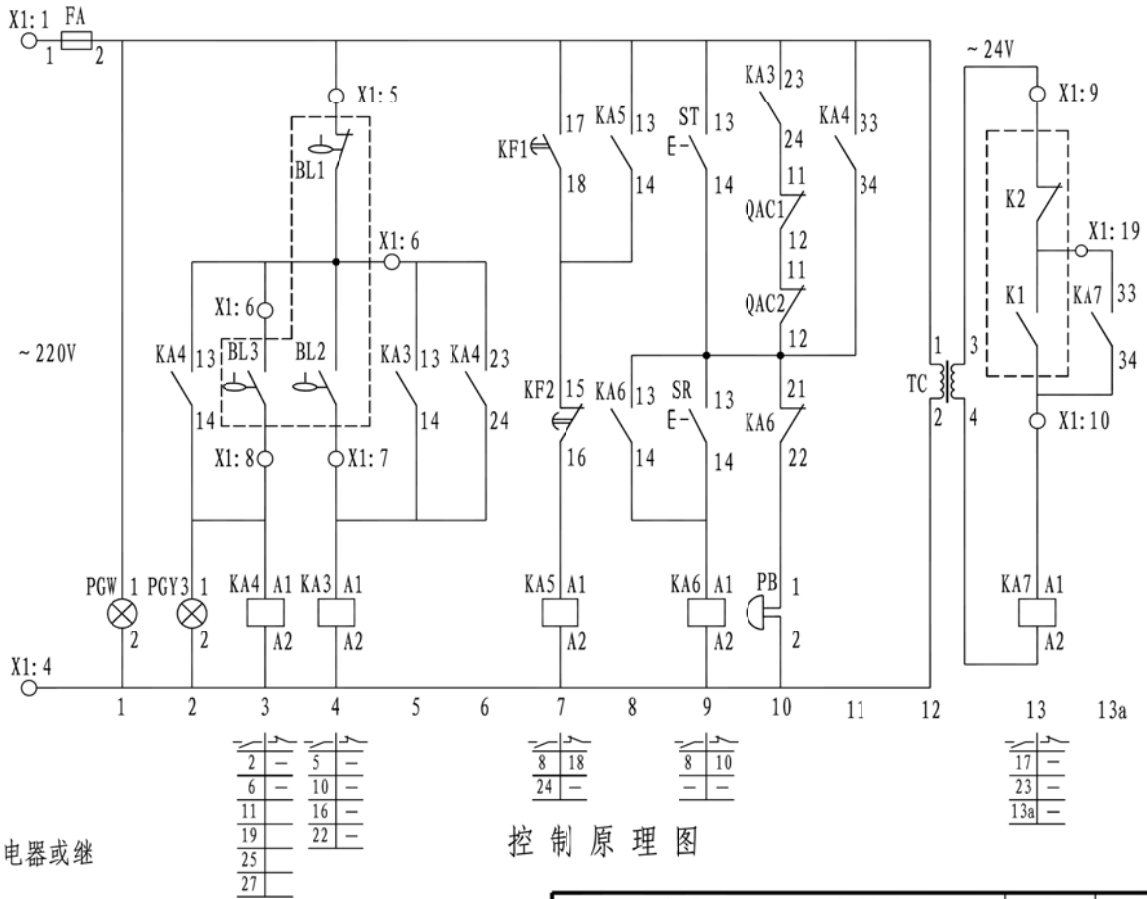 X1:1 FA
1 2
~24V
X1:5
X1:9
KA3 23
24
KF1 17
18
KA5 13
14
ST 13
14
KA4 33
34
BL1
QAC1 11
12
QAC2 11
12
K2
X1:19
X1:6
X1:6
K1
KA7 33
34
~220V
KA4 13
14
BL3
BL2
KA3 13
14
KA4 23
24
KF2 15
16
KA6 13
14
SR 13
14
21
KA6
22
TC 1 3
2 4
X1:10
X1:8
X1:7
PGW 1
2
PGY3 1
2
KA4 A1
A2
KA3 A1
A2
KA5 A1
A2
KA6 A1
A2
PB 1
2
KA7 A1
A2
X1:4
1 2 3 4 5 6 7 8 9 10 11 12 13 13a
2 –
6 –
11
19
25
27
5 –
10 –
16 –
22 –
8 18
24 –
8 10
– –
17 –
23 –
13a –
电器或继
控制原理图